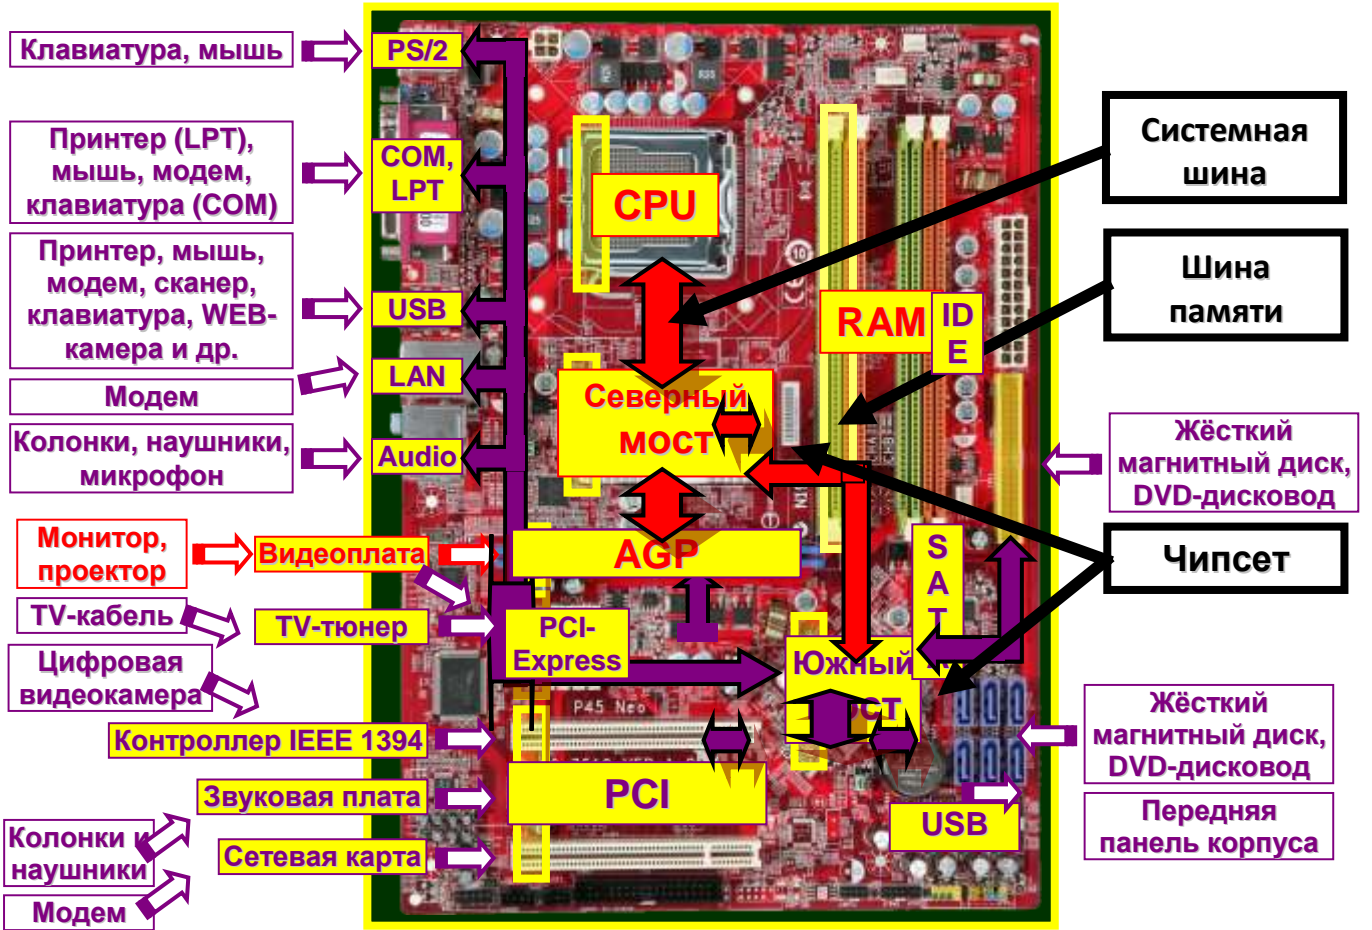 Клавиатура, мышь
PS/2
Принтер (LPT),
мышь, модем,
клавиатура (COM)
COM,
LPT
Принтер, мышь,
модем, сканер,
клавиатура, WEB-
камера и др.
USB
Модем
LAN
Колонки, наушники,
микрофон
Audio
Монитор,
проектор
Видеоплата
TV-кабель
TV-тюнер
Цифровая
видеокамера
Контроллер IEEE 1394
Звуковая плата
Колонки и
наушники
Сетевая карта
Модем
CPU
RAM
ID
E
Северный
мост
AGP
PCI-
Express
P45 Neo
PCI
S
A
T
Южный
USB
Системная
шина
Шина
памяти
Жёсткий
магнитный диск,
DVD-дисковод
Чипсет
Жёсткий
магнитный диск,
DVD-дисковод
Передняя
панель корпуса